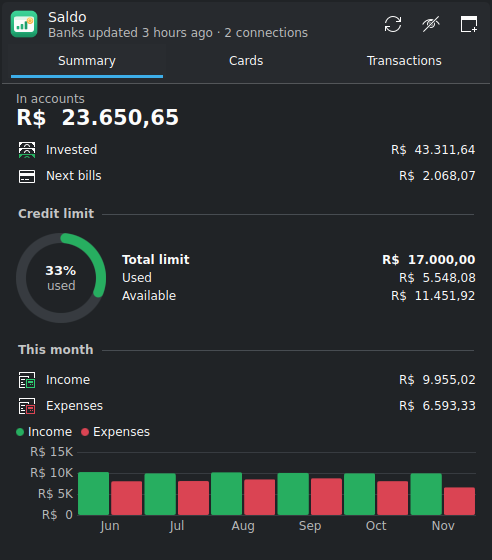 Saldo
Banks updated 3 hours ago · 2 connections
Summary Cards Transactions
In accounts
R$ 23.650,65
Invested R$ 43.311,64
Next bills R$ 2.068,07
Credit limit
33%
used
Total limit R$ 17.000,00
Used R$ 5.548,08
Available R$ 11.451,92
This month
Income R$ 9.955,02
Expenses R$ 6.593,33
Income Expenses
R$ 15K
R$ 10K
R$ 5K
R$ 0
Jun Jul Aug Sep Oct Nov